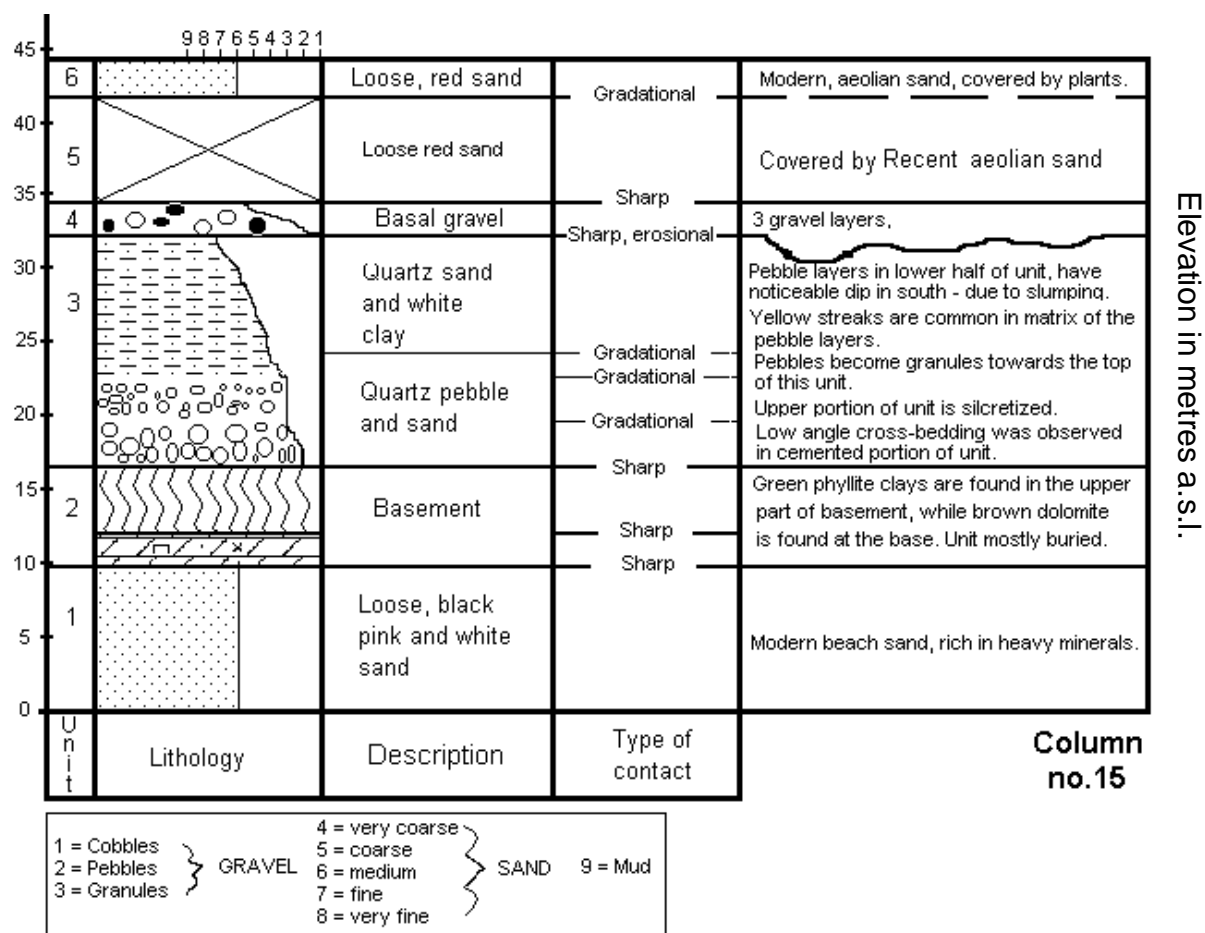 9 8 7 6 5 4 3 2 1
45
40
35
30
25
20
15
10
5
0
6
Loose, red sand
Gradational
Modern, aeolian sand, covered by plants.
5
Loose red sand
Covered by Recent aeolian sand
Sharp
4
Basal gravel
3 gravel layers,
Sharp, erosional
3
Quartz sand
and white
clay
Pebble layers in lower half of unit, have
noticeable dip in south - due to slumping.
Yellow streaks are common in matrix of the
pebble layers.
Pebbles become granules towards the top
of this unit.
Upper portion of unit is silcretized.
Low angle cross-bedding was observed
in cemented portion of unit.
Gradational
Gradational
Quartz pebble
and sand
Gradational
Sharp
2
Basement
Green phyllite clays are found in the upper
part of basement, while brown dolomite
is found at the base. Unit mostly buried.
Sharp
Sharp
1
Loose, black
pink and white
sand
Modern beach sand, rich in heavy minerals.
Unit
Lithology
Description
Type of
contact
Column
no.15
Elevation in metres a.s.l.
1 = Cobbles
2 = Pebbles
3 = Granules
GRAVEL
4 = very coarse
5 = coarse
6 = medium
7 = fine
8 = very fine
SAND
9 = Mud